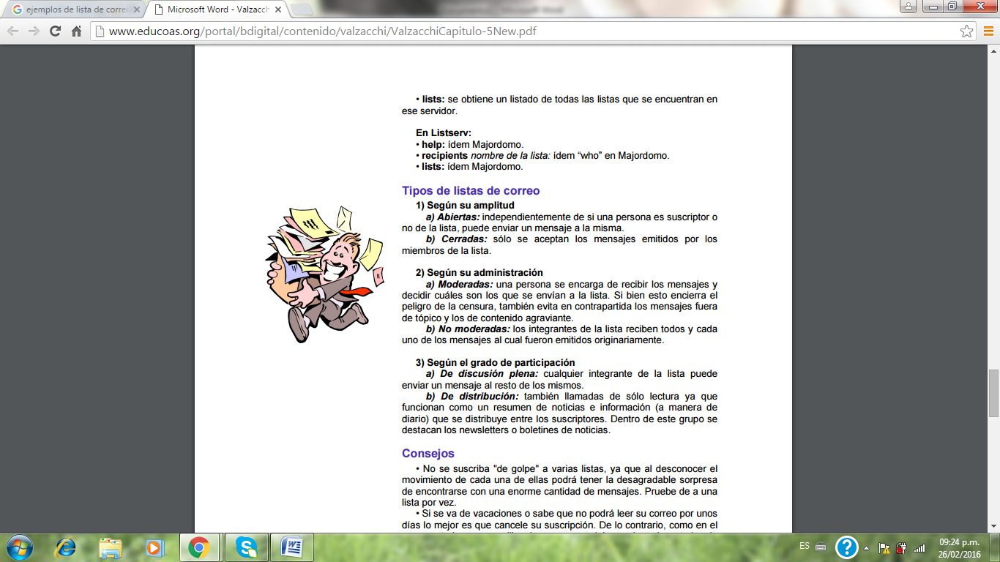 ejemplos de lista de corre
Microsoft Word - Valzacch
www.educoas.org/portal/bdigital/contenido/valzacchi/ValzacchiCapitulo-5New.pdf
• lists: se obtiene un listado de todas las listas que se encuentran en
ese servidor.
En Listserv:
• help: ídem Majordomo.
• recipients nombre de la lista: ídem “who” en Majordomo.
• lists: ídem Majordomo.
Tipos de listas de correo
1) Según su amplitud
a) Abiertas: independientemente de si una persona es suscriptor o
no de la lista, puede enviar un mensaje a la misma.
b) Cerradas: sólo se aceptan los mensajes emitidos por los
miembros de la lista.
2) Según su administración
a) Moderadas: una persona se encarga de recibir los mensajes y
decidir cuáles son los que se envían a la lista. Si bien esto encierra el
peligro de la censura, también evita en contrapartida los mensajes fuera
de tópico y los de contenido agraviante.
b) No moderadas: los integrantes de la lista reciben todos y cada
uno de los mensajes al cual fueron emitidos originariamente.
3) Según el grado de participación
a) De discusión plena: cualquier integrante de la lista puede
enviar un mensaje al resto de los mismos.
b) De distribución: también llamadas de sólo lectura ya que
funcionan como un resumen de noticias e información (a manera de
diario) que se distribuye entre los suscriptores. Dentro de este grupo se
destacan los newsletters o boletines de noticias.
Consejos
• No se suscriba "de golpe" a varias listas, ya que al desconocer el
movimiento de cada una de ellas podrá tener la desagradable sorpresa
de encontrarse con una enorme cantidad de mensajes. Pruebe de a una
lista por vez.
• Si se va de vacaciones o sabe que no podrá leer su correo por unos
días lo mejor es que cancele su suscripción. De lo contrario, como en el
ES
09:24 p.m.
26/02/2016